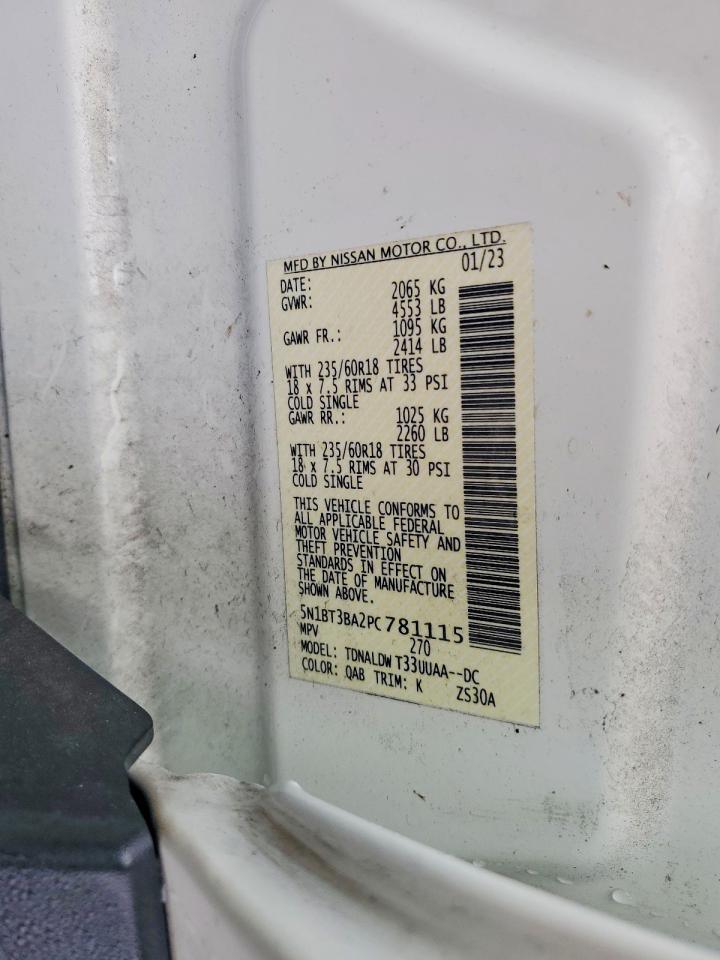 MFD BY NISSAN MOTOR CO., LTD.
DATE: 01/23
GVWR: 2065 KG
4553 LB
GAWR FR.: 1095 KG
2414 LB
WITH 235/60R18 TIRES
18 x 7.5 RIMS AT 33 PSI
COLD SINGLE
GAWR RR.: 1025 KG
2260 LB
WITH 235/60R18 TIRES
18 x 7.5 RIMS AT 30 PSI
COLD SINGLE
THIS VEHICLE CONFORMS TO
ALL APPLICABLE FEDERAL
MOTOR VEHICLE SAFETY AND
THEFT PREVENTION
STANDARDS IN EFFECT ON
THE DATE OF MANUFACTURE
SHOWN ABOVE.
5N1BT3BA2PC781115
MPV 270
MODEL: TDNALDW T33UUAA--DC
COLOR: QAB TRIM: K ZS30A